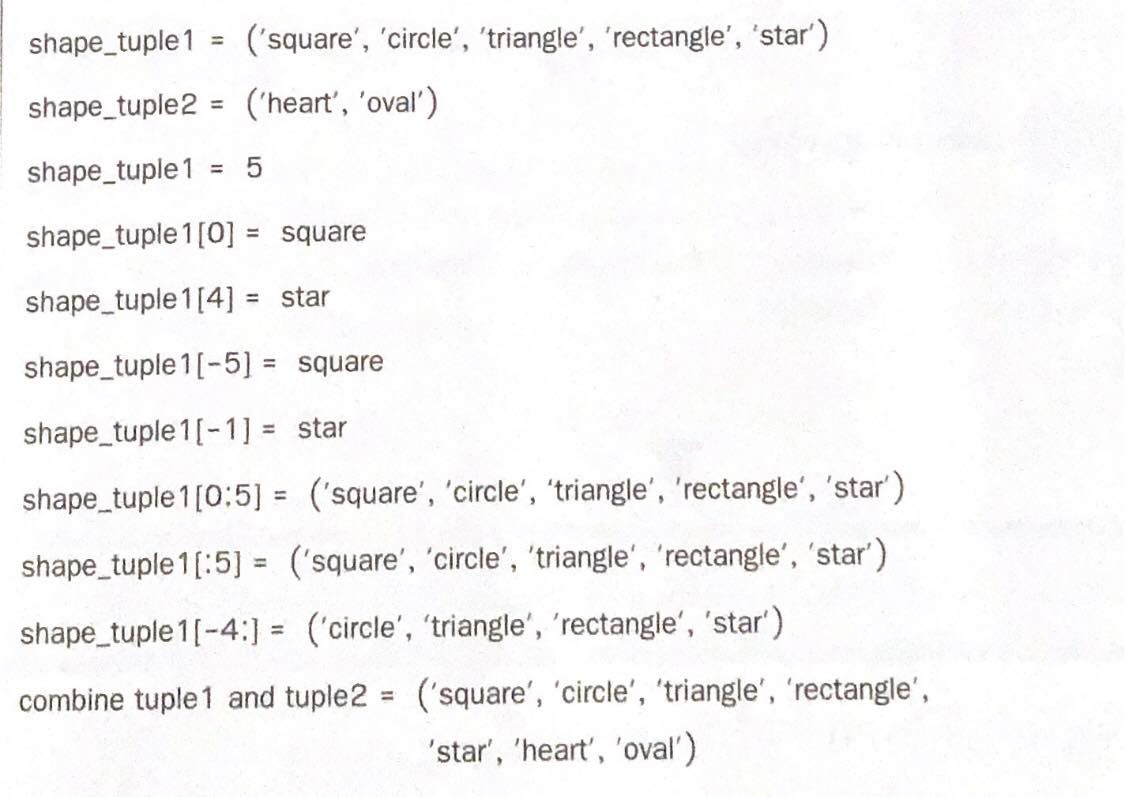 shape_tuple1 = ('square', 'circle', 'triangle', 'rectangle', 'star')
shape_tuple2 = ('heart', 'oval')
shape_tuple1 = 5
shape_tuple1[0] = square
shape_tuple1[4] = star
shape_tuple1[-5] = square
shape_tuple1[-1] = star
shape_tuple1[0:5] = ('square', 'circle', 'triangle', 'rectangle', 'star')
shape_tuple1[:5] = ('square', 'circle', 'triangle', 'rectangle', 'star')
shape_tuple1[-4:] = ('circle', 'triangle', 'rectangle', 'star')
combine tuple1 and tuple2 = ('square', 'circle', 'triangle', 'rectangle',
'star', 'heart', 'oval')